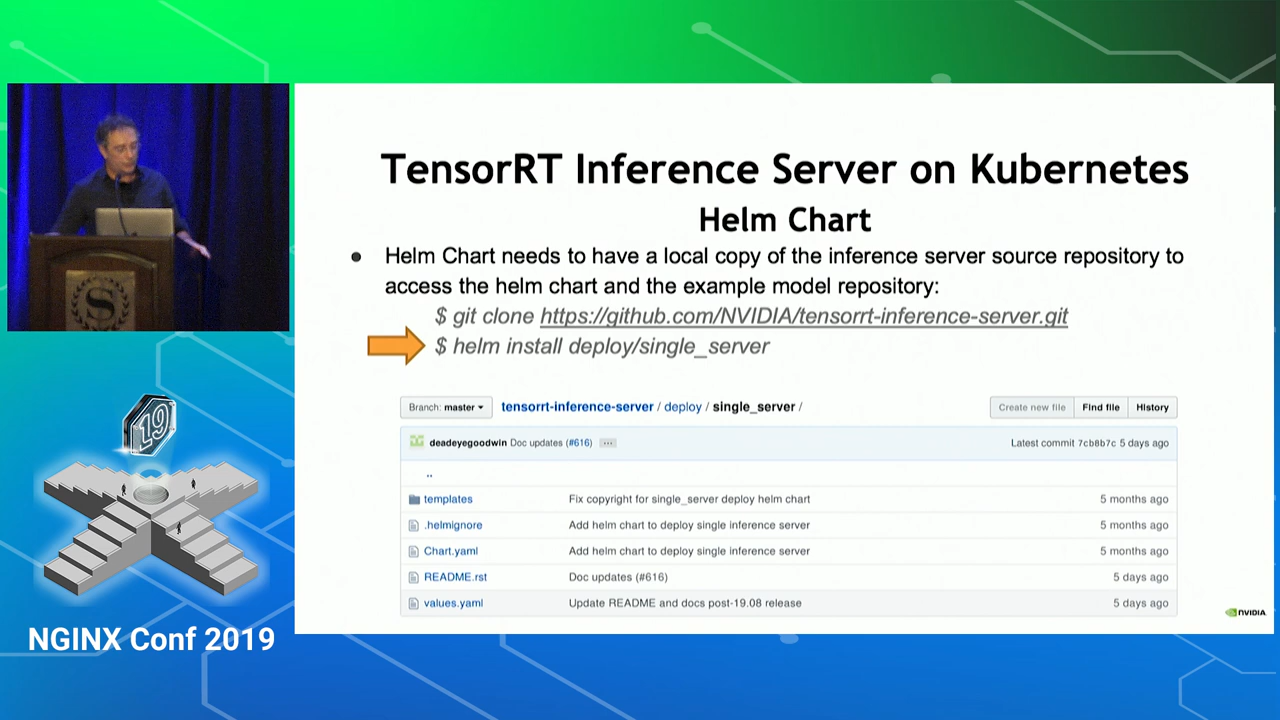 TensorRT Inference Server on Kubernetes
Helm Chart
● Helm Chart needs to have a local copy of the inference server source repository to
access the helm chart and the example model repository:
$ git clone https://github.com/NVIDIA/tensorrt-inference-server.git
$ helm install deploy/single_server
Branch: master
tensorrt-inference-server / deploy / single_server /
Create new file Find file History
deadeyegoodwin Doc updates (#616) ... Latest commit 7cb8b7c 5 days ago
..
templates Fix copyright for single_server deploy helm chart 5 months ago
.helmignore Add helm chart to deploy single inference server 5 months ago
Chart.yaml Add helm chart to deploy single inference server 5 months ago
README.rst Doc updates (#616) 5 days ago
values.yaml Update README and docs post-19.08 release 5 days ago
NVIDIA
S
19
NGINX Conf 2019